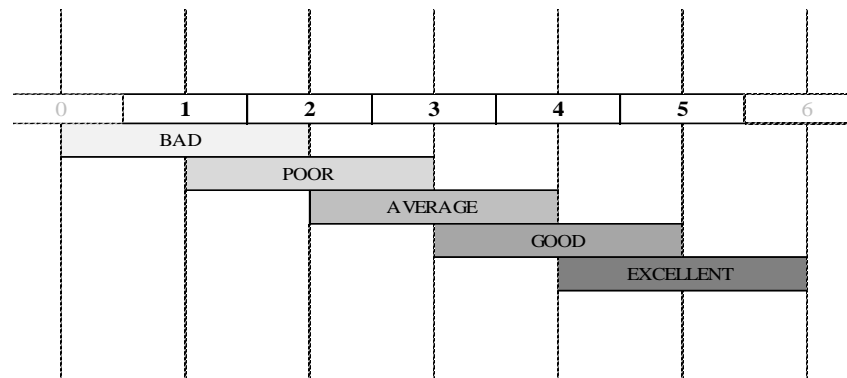 0 1 2 3 4 5 6
BAD
POOR
AVERAGE
GOOD
EXCELLENT